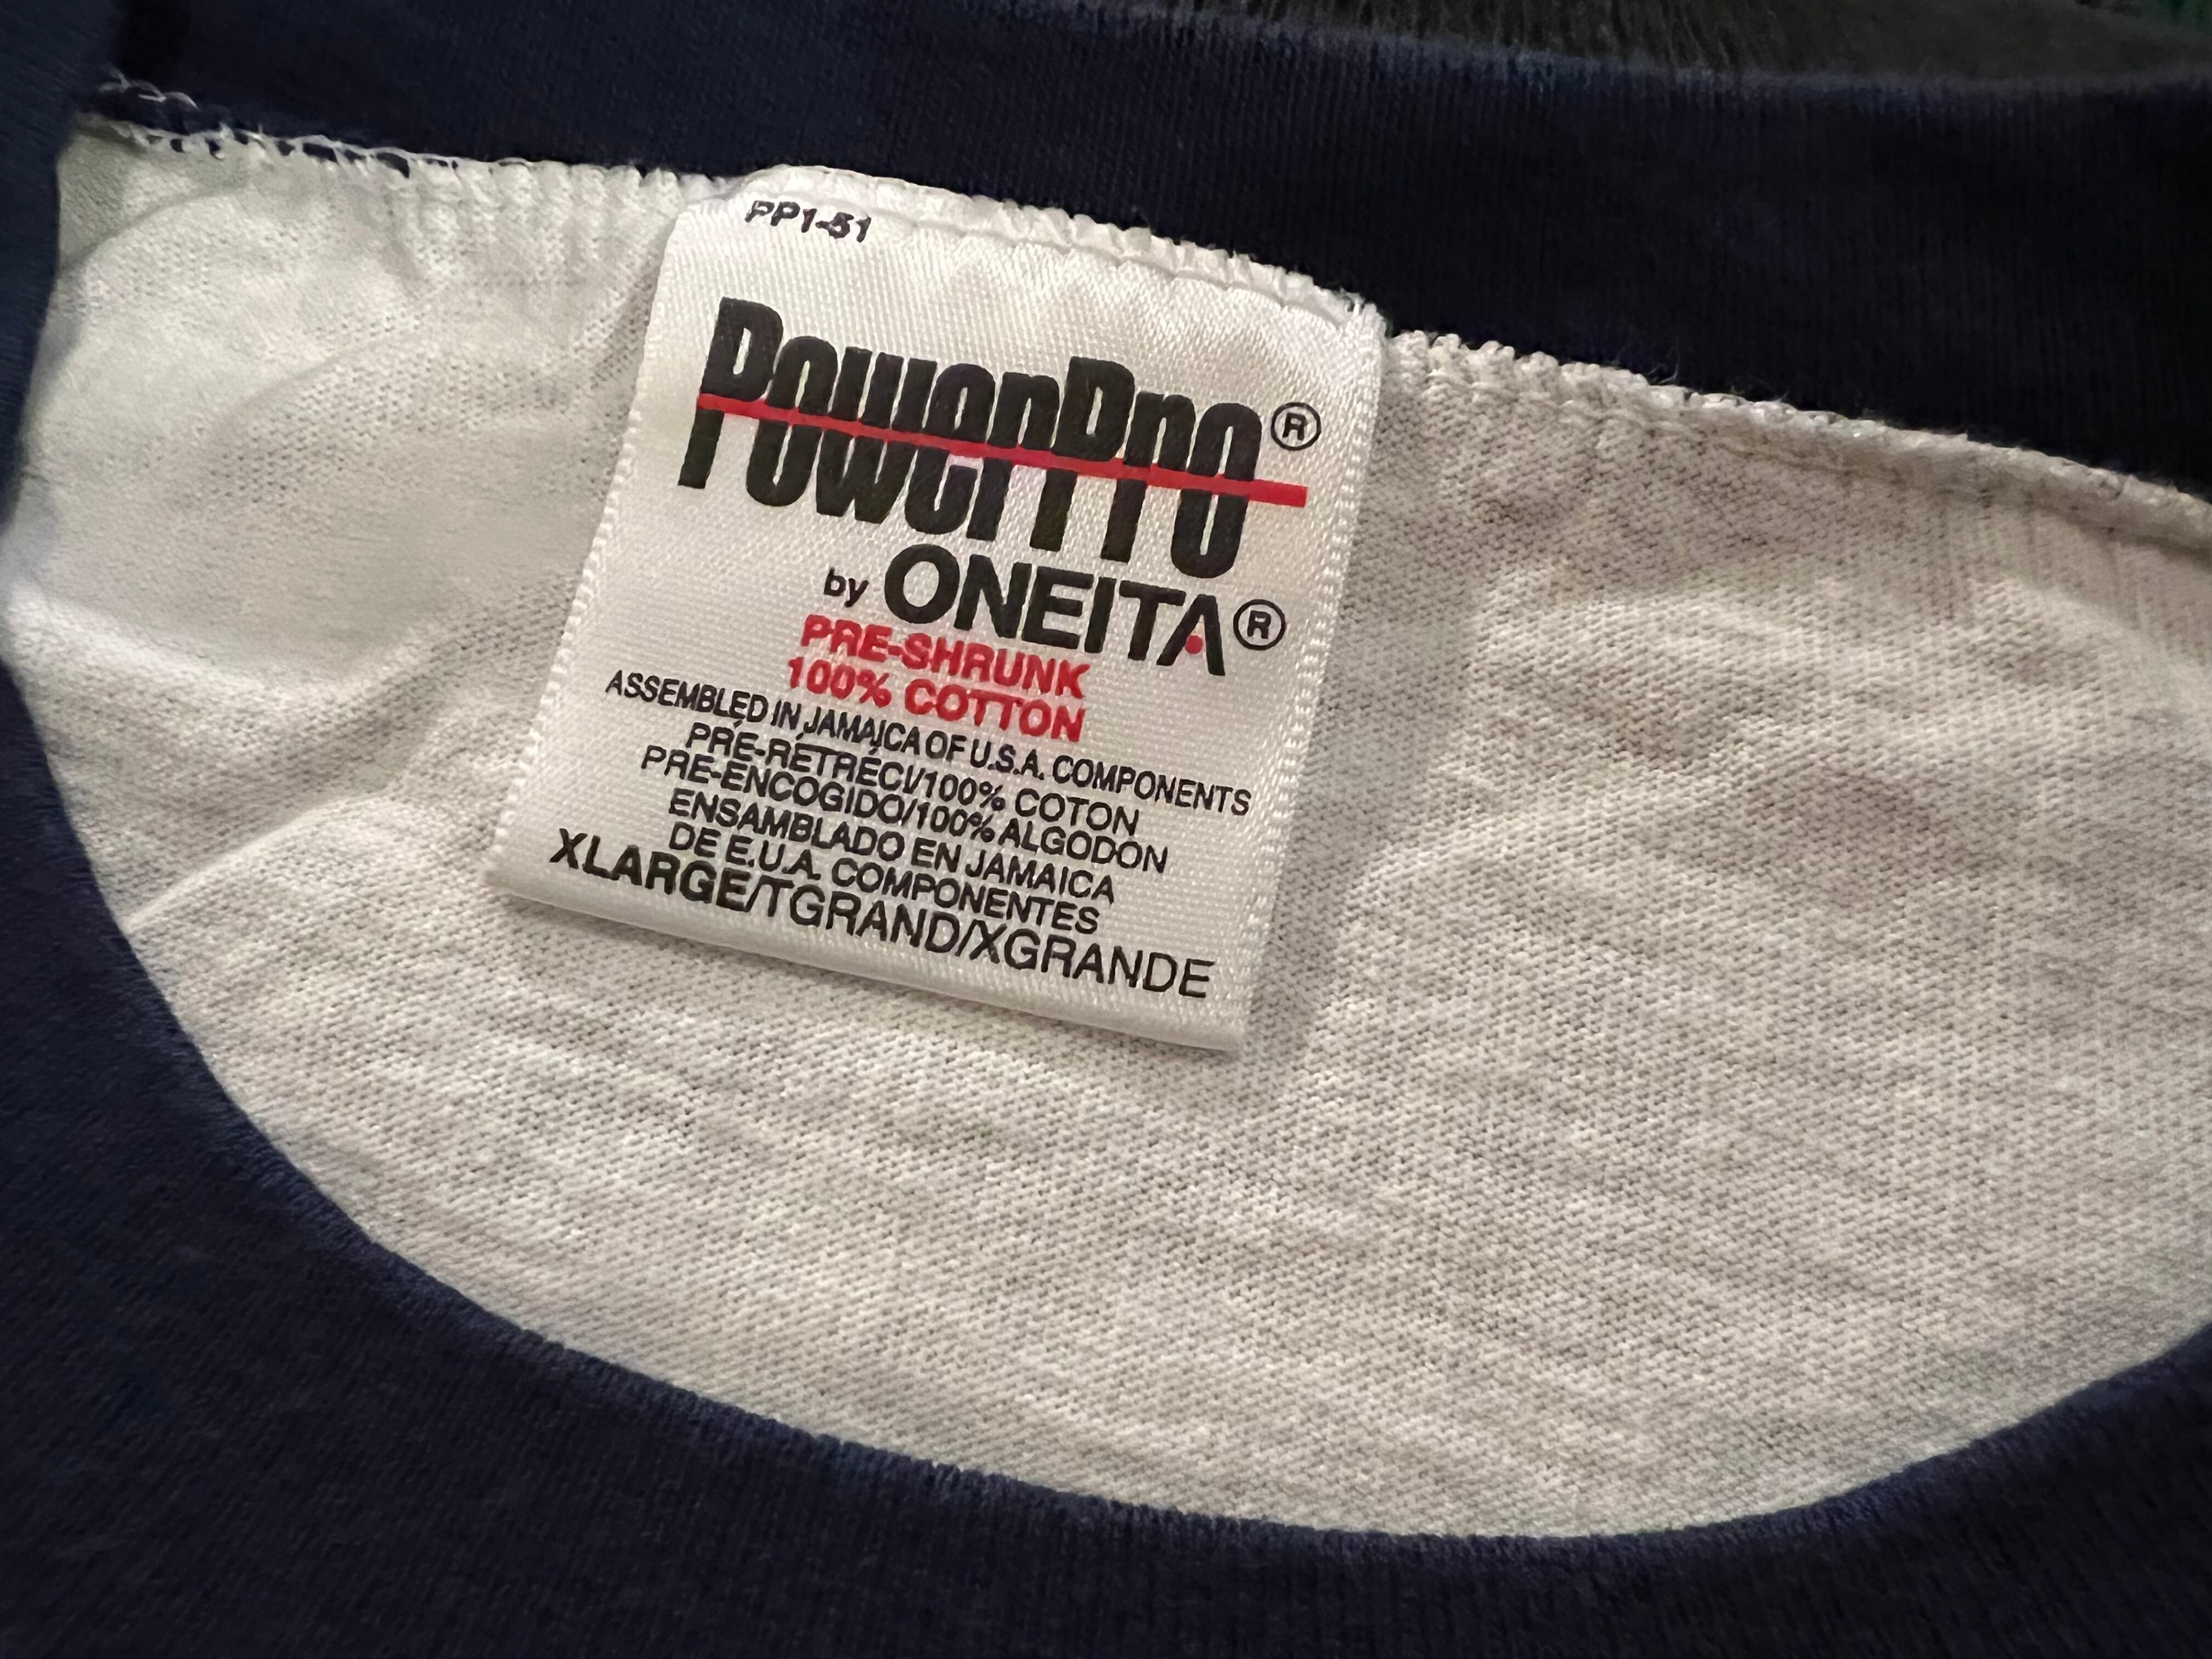 PP1-51
PowerPro®
by ONEITA®
PRE-SHRUNK
100% COTTON
ASSEMBLED IN JAMAICA OF U.S.A. COMPONENTS
PRÉ-RÉTRÉCI/100% COTON
PRE-ENCOGIDO/100% ALGODON
ENSAMBLADO EN JAMAICA
DE E.U.A. COMPONENTES
XLARGE/TGRAND/XGRANDE